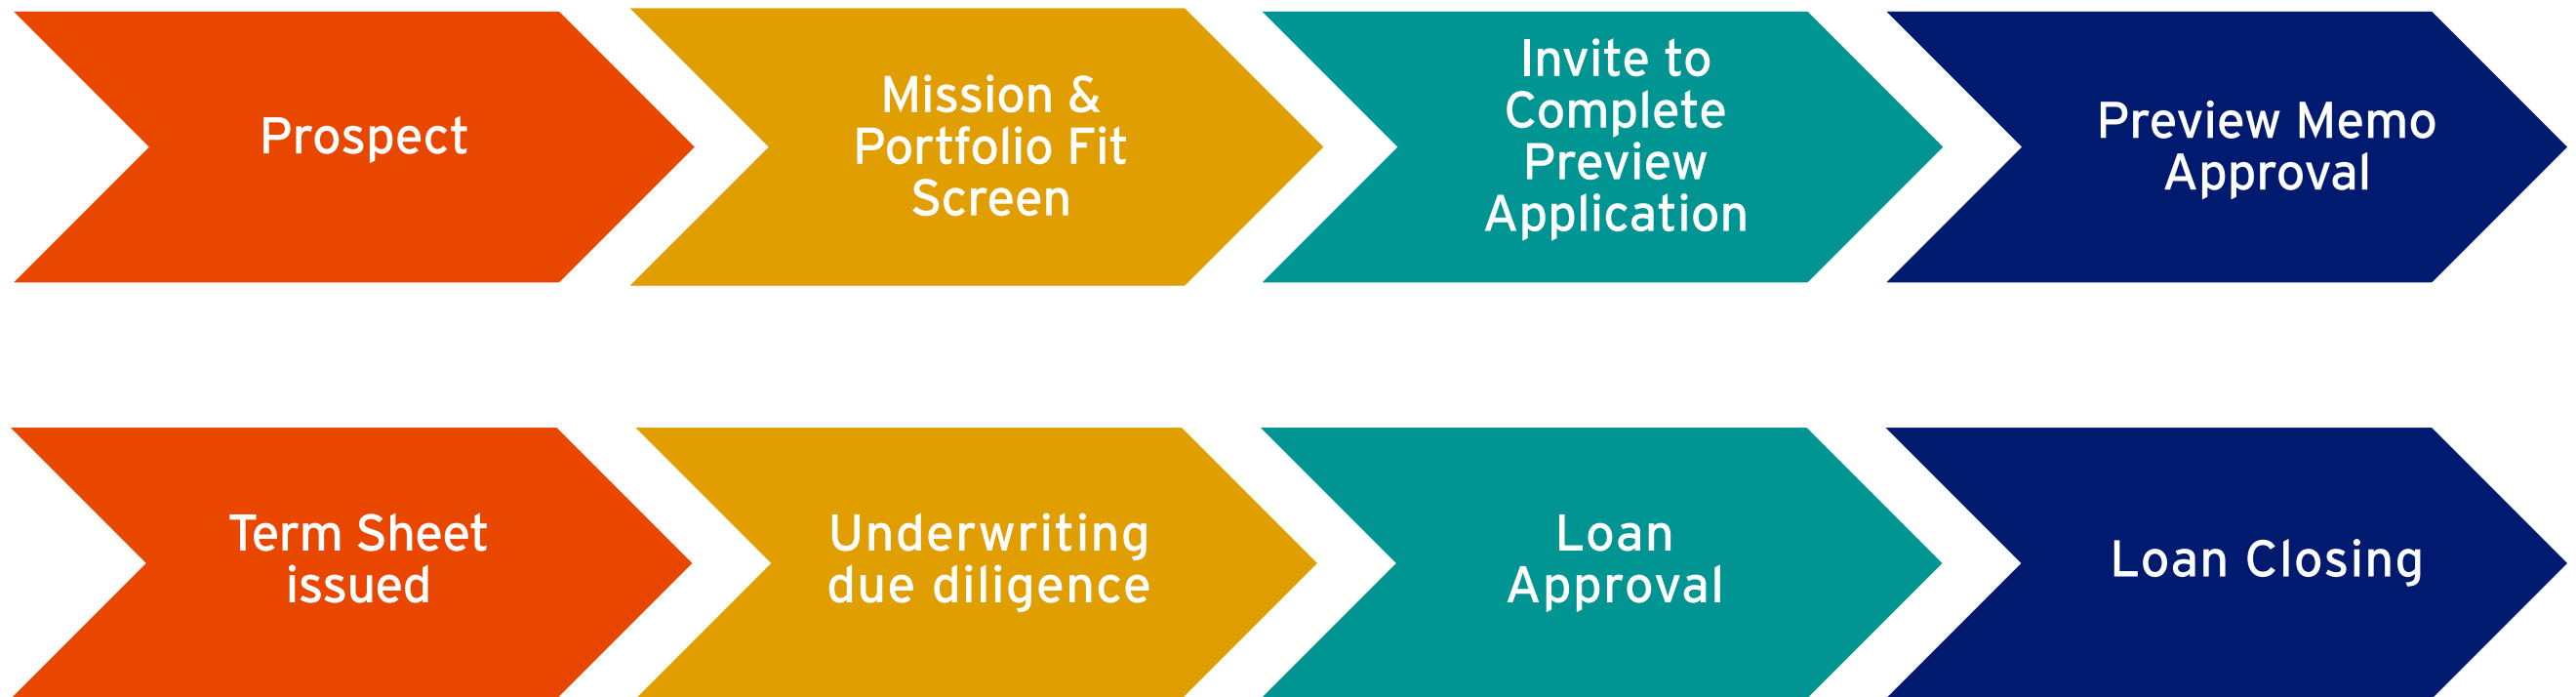 Prospect
Mission &
Portfolio Fit
Screen
Invite to
Complete
Preview
Application
Preview Memo
Approval
Term Sheet
issued
Underwriting
due diligence
Loan
Approval
Loan Closing